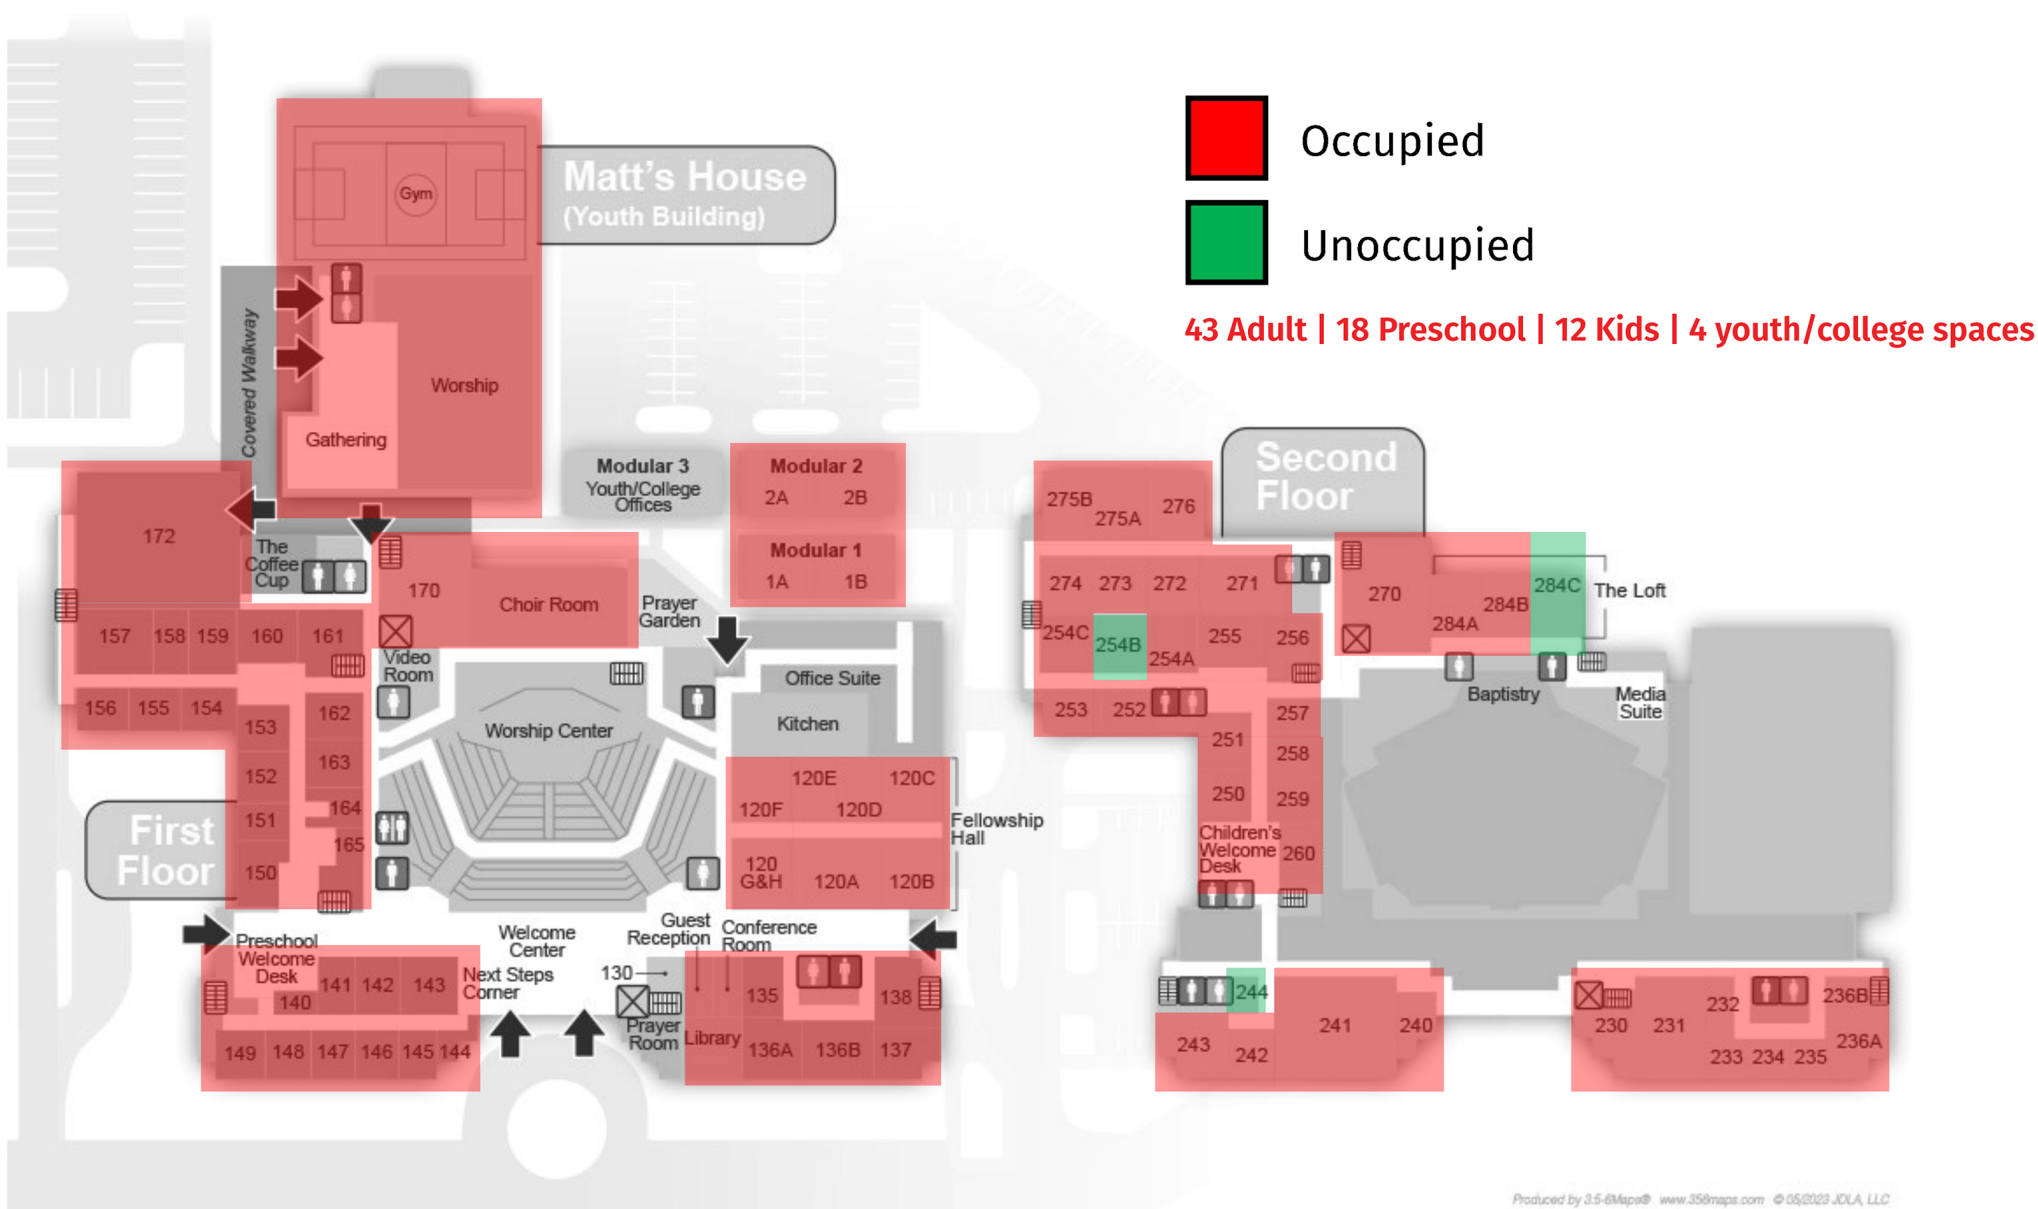 Occupied
Unoccupied
43 Adult | 18 Preschool | 12 Kids | 4 youth/college spaces
Matt's House
(Youth Building)
Gym
Covered Walkway
Worship
Gathering
Modular 3
Youth/College
Offices
Modular 2
2A 2B
Modular 1
1A 1B
172
The
Coffee
Cup
170
Choir Room
Prayer
Garden
157 158 159 160 161
Video
Room
156 155 154
153
162
152
163
151
164
165
150
First
Floor
Worship Center
Office Suite
Kitchen
120E 120C
120F 120D
120
G&H 120A 120B
Fellowship
Hall
Preschool
Welcome
Desk
Welcome
Center
Next Steps
Corner
Guest
Reception
Conference
Room
130
140 141 142 143
149 148 147 146 145 144
Prayer
Room
Library
135
138
136A 136B 137
Second
Floor
275B 275A 276
274 273 272 271
254C 254B 254A 255 256
253 252
251
257
258
250
259
Children's
Welcome
Desk
260
270
284A 284B 284C
The Loft
Baptistry
Media
Suite
244
243 242 241 240
230 231 232
233 234 235
236B
236A
Produced by 3:5-6Maps® www.356maps.com © 05/2023 JDLA, LLC